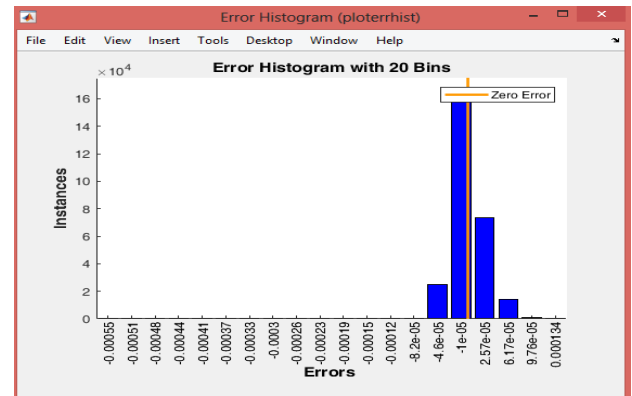 Error Histogram (ploterrhist)
File Edit View Insert Tools Desktop Window Help
Error Histogram with 20 Bins
× 10⁴
Zero Error
16
14
12
10
8
6
4
2
0
Instances
-0.00055
-0.00051
-0.00048
-0.00044
-0.00041
-0.00037
-0.00033
-0.0003
-0.00026
-0.00023
-0.00019
-0.00015
-0.00012
-8.2e-05
-4.6e-05
-1e-05
2.57e-05
6.17e-05
9.76e-05
0.000134
Errors